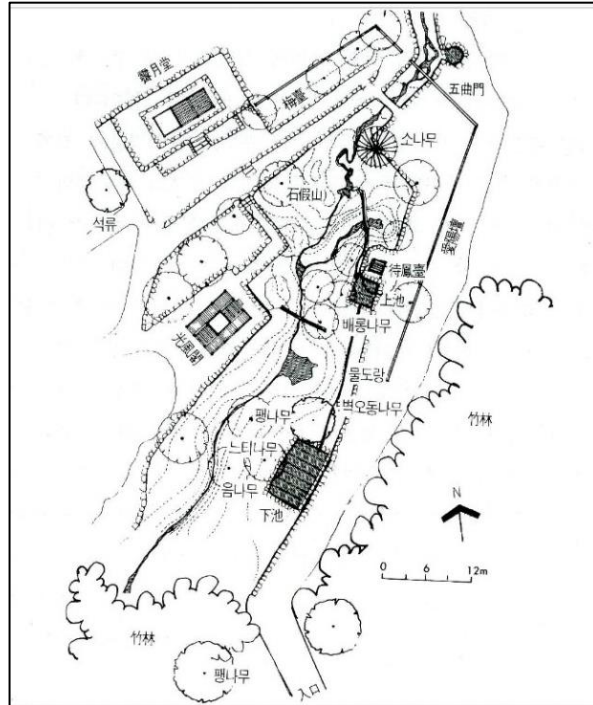 霽月堂
梅臺
五曲門
소나무
石假山
석류
愛陽壇
待鳳臺
上池
光風閣
배롱나무
물도랑
벽오동나무
팽나무
竹林
느티나무
음나무
下池
N
0 6 12m
竹林
팽나무
入口